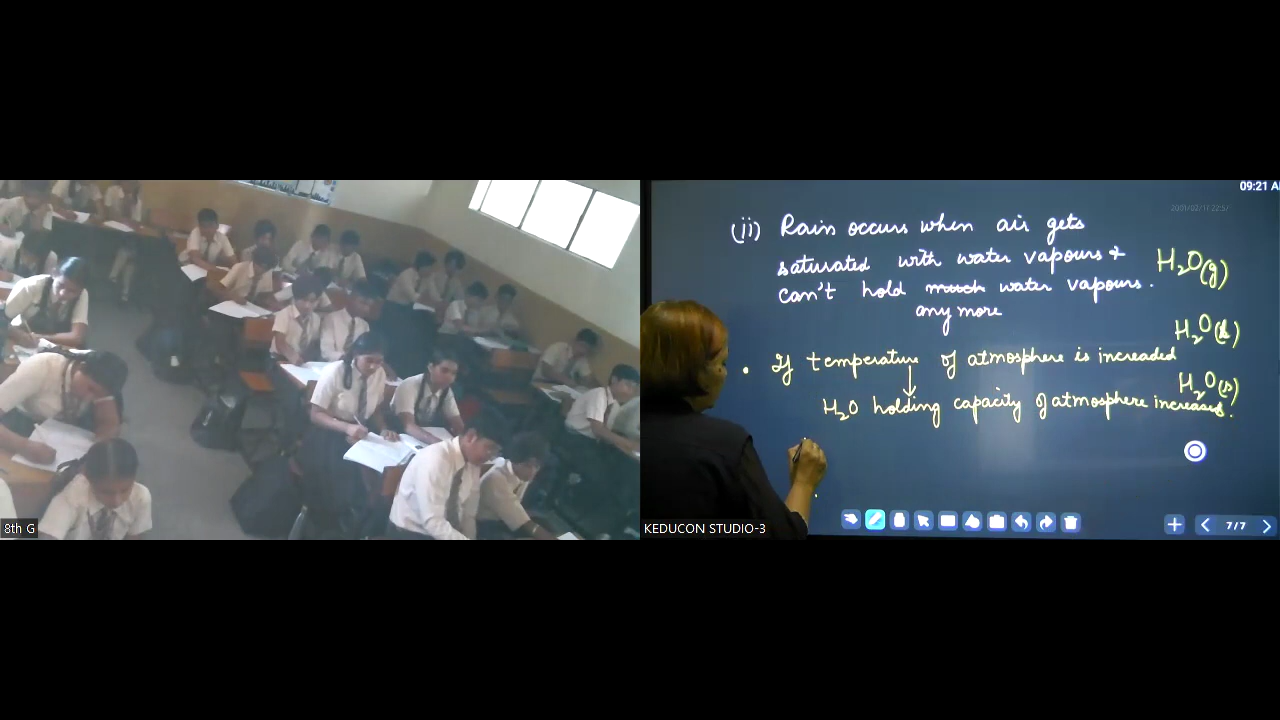 09:21 A
(ii) Rain occurs when air gets
saturated with water vapours &
can't hold much water vapours.
any more
H₂O(g)
H₂O(l)
H₂O(s)
• If temperature of atmosphere is increaded
↓
H₂O holding capacity of atmosphere increases.
7/7
8th G
KEDUCON STUDIO-3